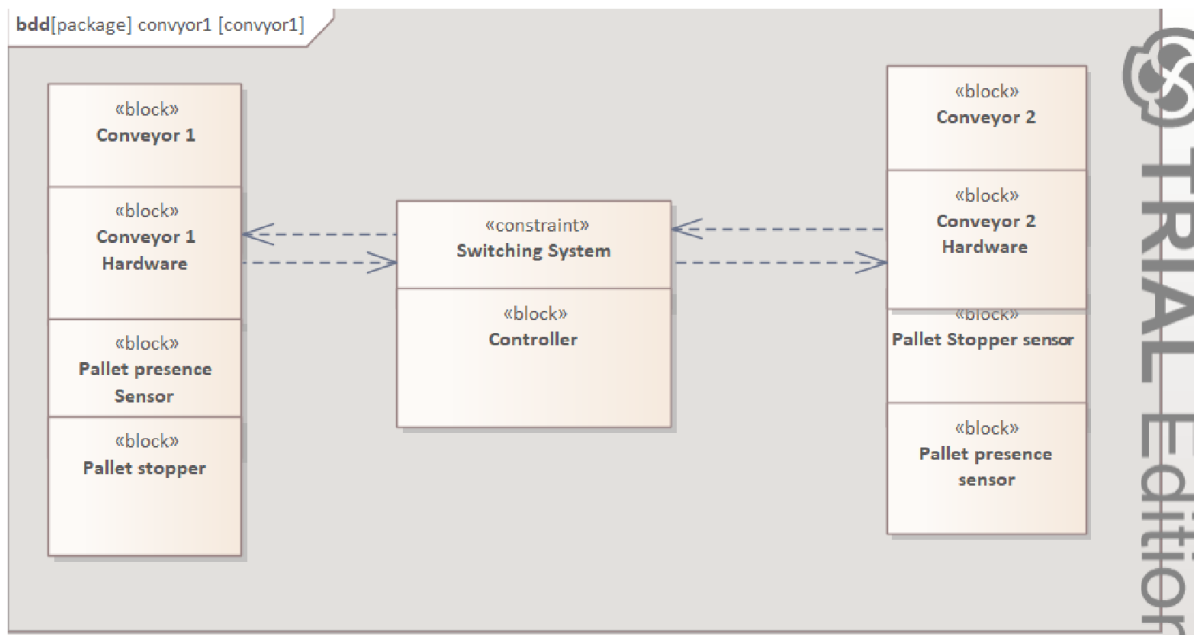 bdd[package] convyor1 [convyor1]
«block»
Conveyor 1
«block»
Conveyor 1
Hardware
«block»
Pallet presence
Sensor
«block»
Pallet stopper
«constraint»
Switching System
«block»
Controller
«block»
Conveyor 2
«block»
Conveyor 2
Hardware
«block»
Pallet Stopper sensor
«block»
Pallet presence
sensor
TRIAL Edition